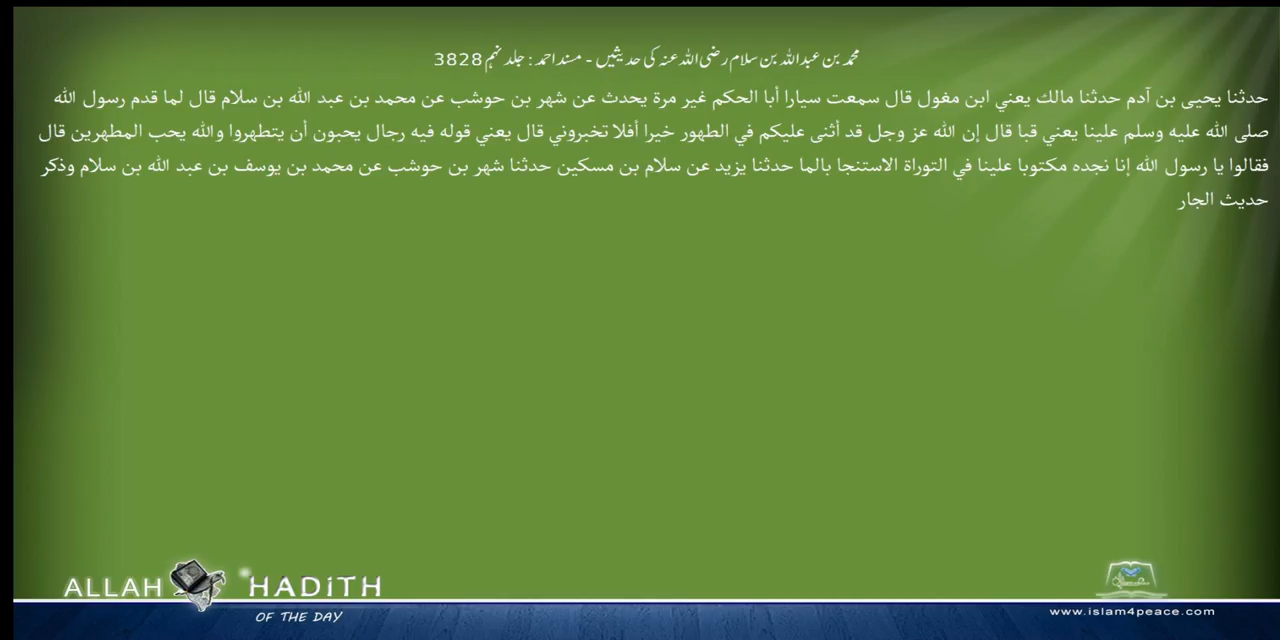 محمد بن عبداللہ بن سلام رضی اللہ عنہ کی حدیثیں - مسند احمد : جلد نہم 3828
حدثنا يحيى بن آدم حدثنا مالك يعني ابن مغول قال سمعت سيارا أبا الحكم غير مرة يحدث عن شهر بن حوشب عن محمد بن عبد الله بن سلام قال لما قدم رسول الله
صلى الله عليه وسلم علينا يعني قبا قال إن الله عز وجل قد أثنى عليكم في الطهور خيرا أفلا تخبروني قال يعني قوله فيه رجال يحبون أن يتطهروا والله يحب المطهرين قال
فقالوا يا رسول الله إنا نجده مكتوبا علينا في التوراة الاستنجا بالما حدثنا يزيد عن سلام بن مسكين حدثنا شهر بن حوشب عن محمد بن يوسف بن عبد الله بن سلام وذكر
حديث الجار
ALLAH HADITH
OF THE DAY
www.islam4peace.com